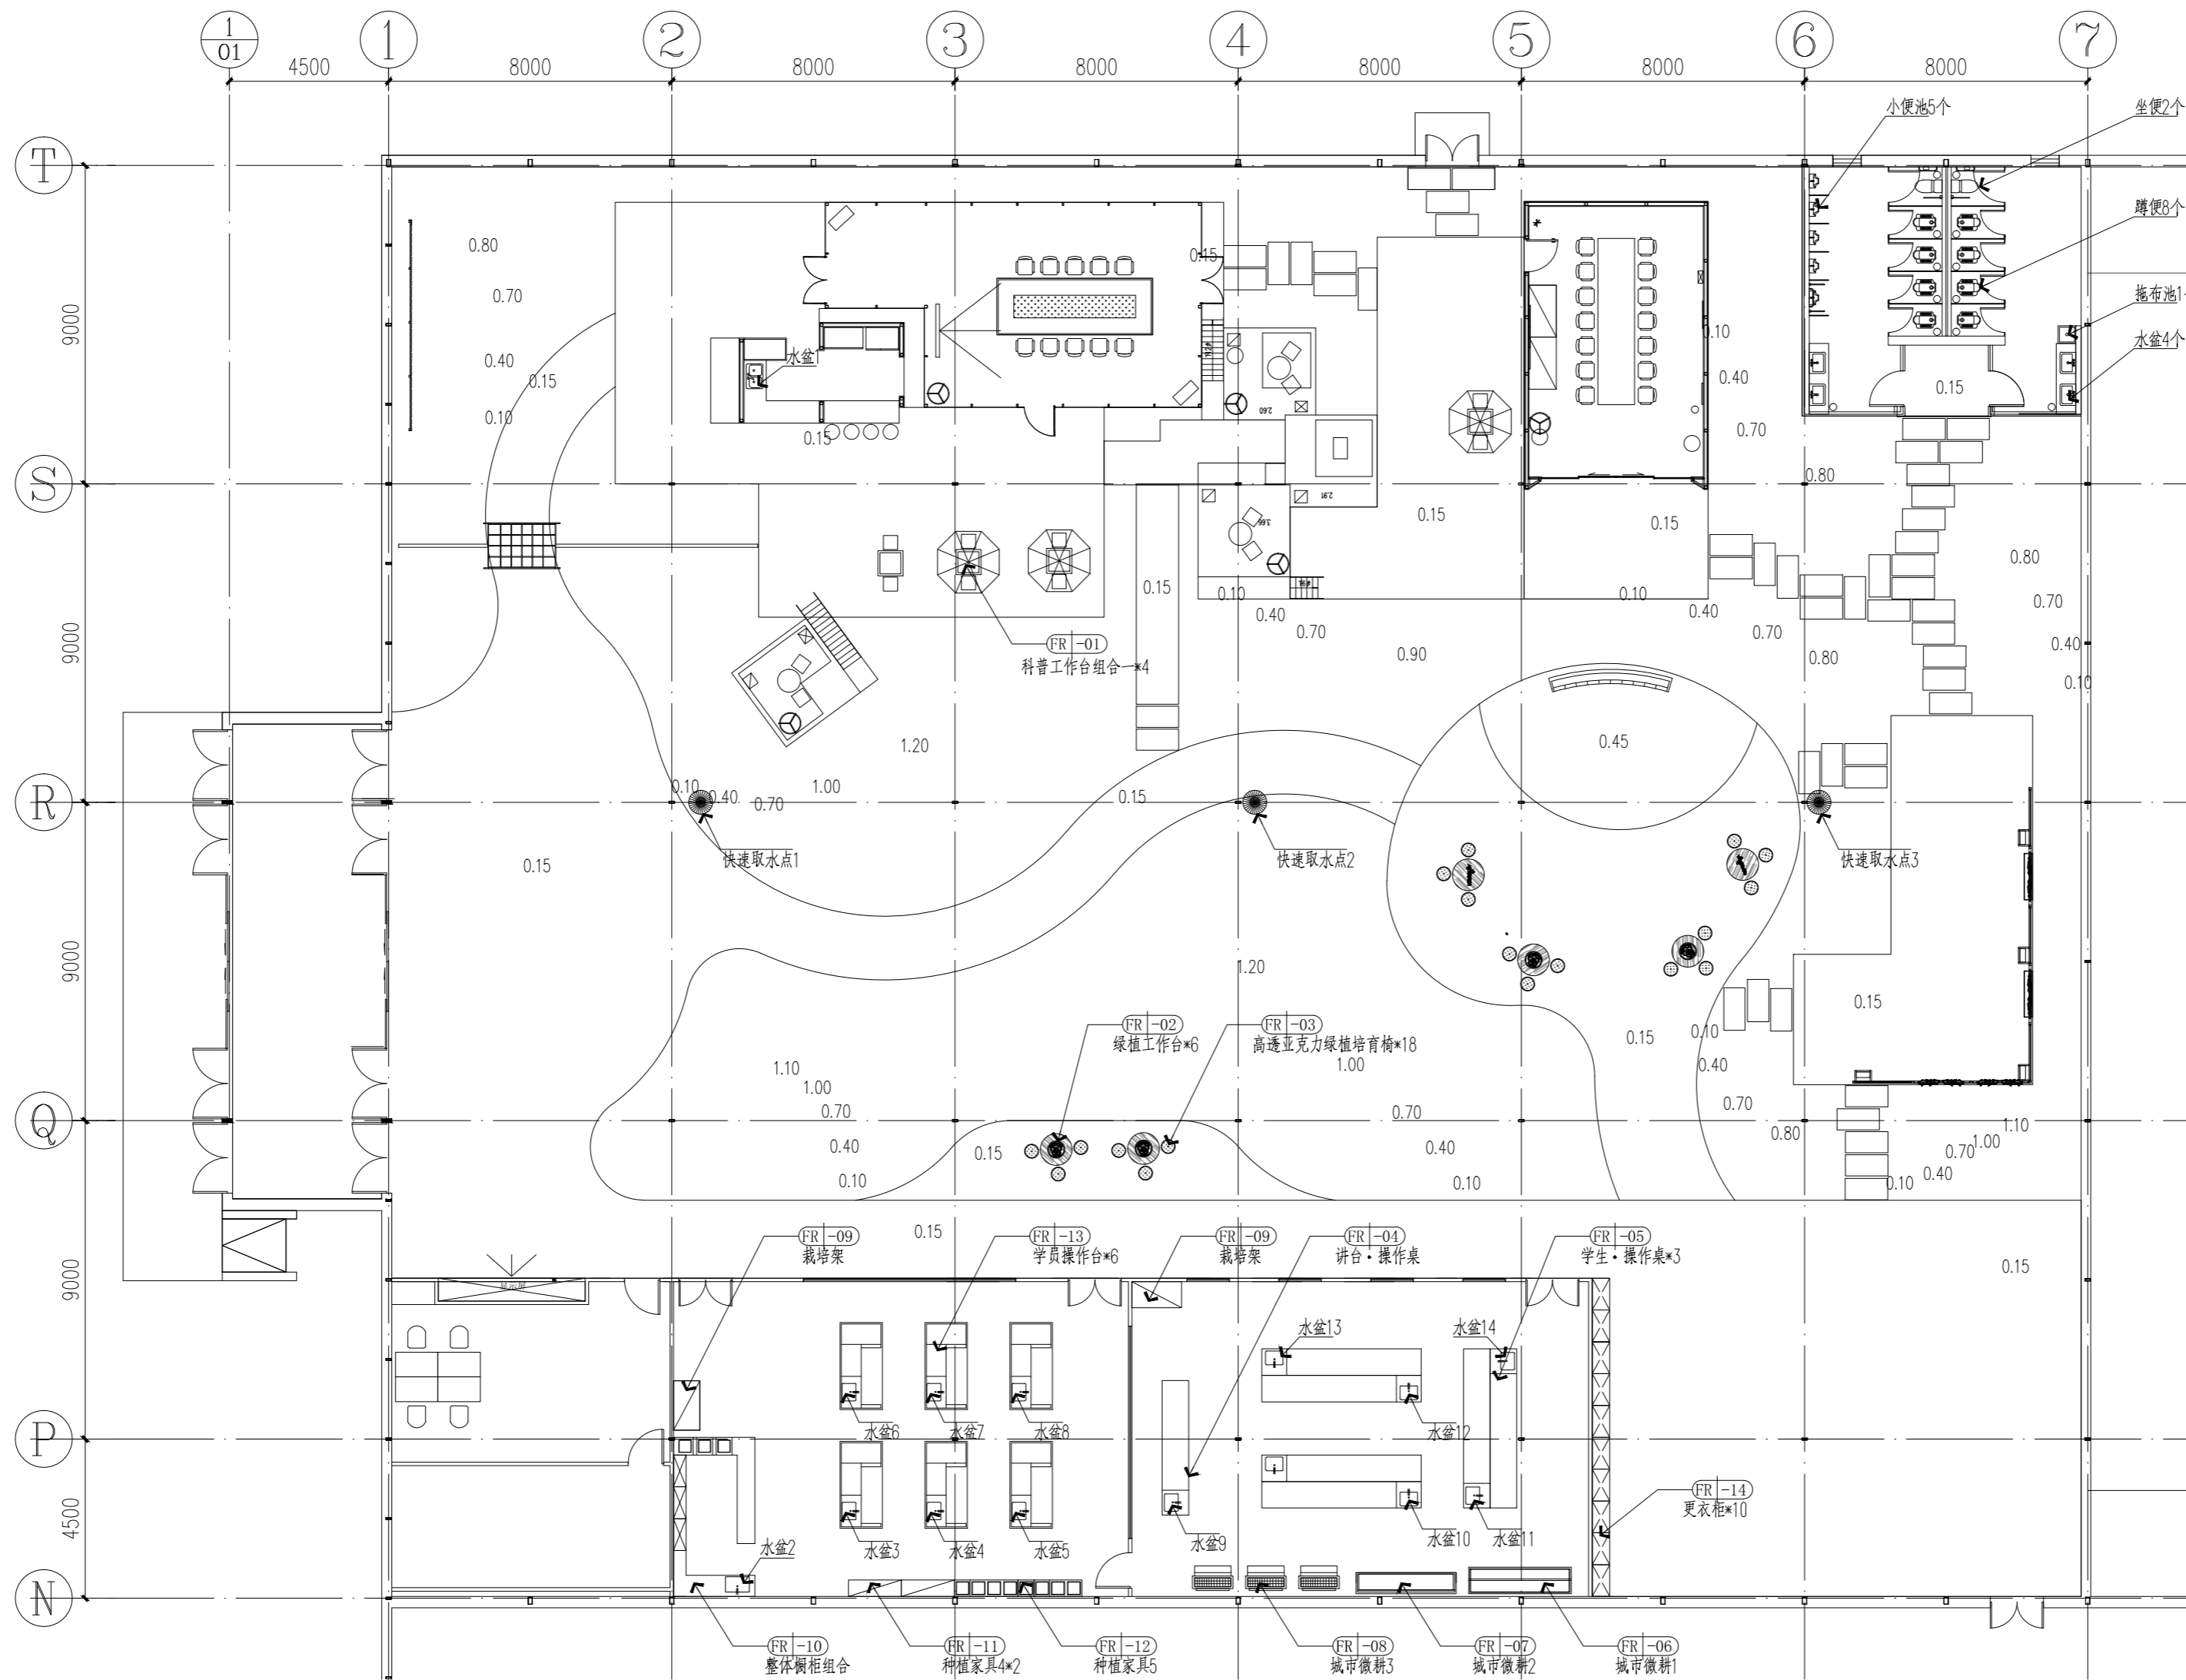 1
01
1
2
3
4
5
6
7
4500
8000
8000
8000
8000
8000
8000
T
S
R
Q
P
N
9000
9000
9000
9000
4500
小便池5个
坐便2个
蹲便8个
拖布池1
水盆4个
0.15
0.80
0.70
0.40
0.15
0.10
水盆1
0.15
0.15
2.60
2.91
3.66
0.10
0.40
0.70
0.80
0.15
0.15
0.15
0.10
0.40
0.70
0.90
0.10
0.40
0.70
0.80
0.80
0.70
0.40
0.10
FR -01
科普工作台组合一*4
1.20
1.00
0.10
0.40
0.70
0.15
0.45
快速取水点1
快速取水点2
快速取水点3
0.15
1.20
0.15
0.15
0.10
0.40
0.70
0.80
FR -02
绿植工作台*6
FR -03
高透亚克力绿植培育椅*18
1.00
1.10
1.00
0.70
0.40
0.10
0.15
0.70
0.40
0.10
1.10
1.00
0.70
0.40
0.10
0.15
0.15
FR -09
栽培架
FR -13
学员操作台*6
FR -09
栽培架
FR -04
讲台·操作桌
FR -05
学生·操作桌*3
显示屏
水盆13
水盆14
水盆6
水盆7
水盆8
水盆12
水盆3
水盆4
水盆5
水盆9
水盆10
水盆11
水盆2
FR -14
更衣柜*10
FR -10
整体橱柜组合
FR -11
种植家具4*2
FR -12
种植家具5
FR -08
城市微耕3
FR -07
城市微耕2
FR -06
城市微耕1